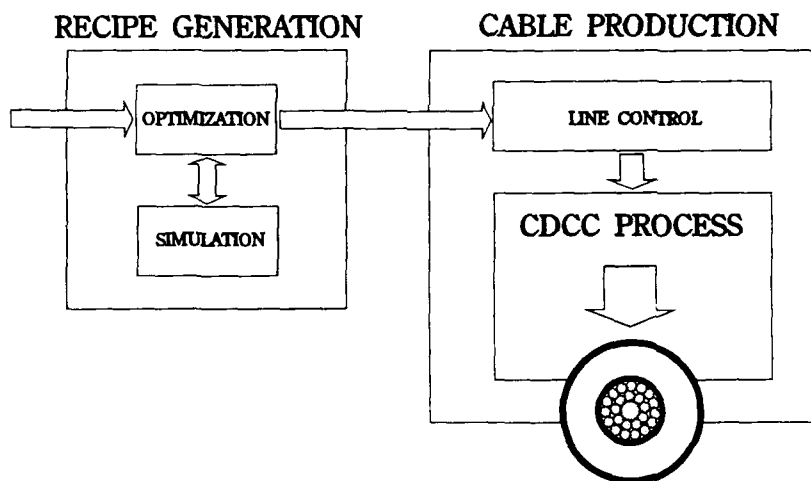 RECIPE GENERATION
CABLE PRODUCTION
OPTIMIZATION
LINE CONTROL
SIMULATION
CDCC PROCESS